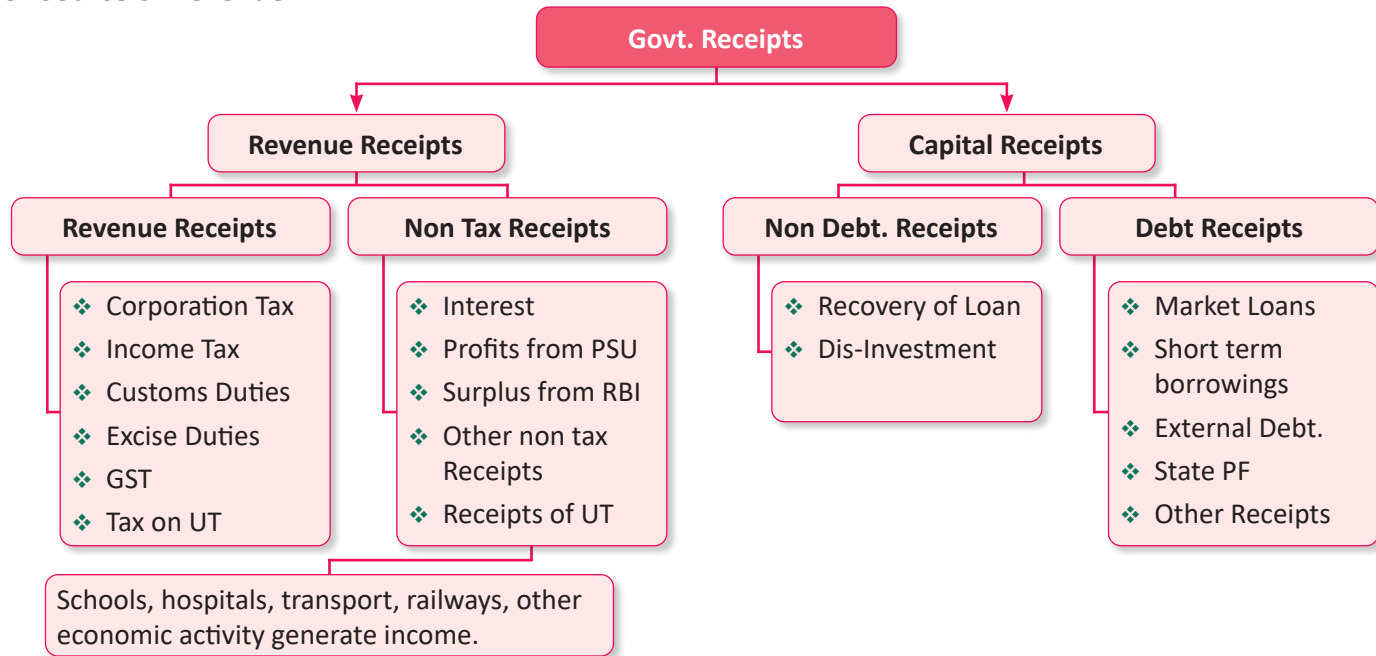 Govt. Receipts
Revenue Receipts
Capital Receipts
Revenue Receipts
Non Tax Receipts
Non Debt. Receipts
Debt Receipts
Corporation Tax
Income Tax
Customs Duties
Excise Duties
GST
Tax on UT
Interest
Profits from PSU
Surplus from RBI
Other non tax
Receipts
Receipts of UT
Recovery of Loan
Dis-Investment
Market Loans
Short term
borrowings
External Debt.
State PF
Other Receipts
Schools, hospitals, transport, railways, other
economic activity generate income.